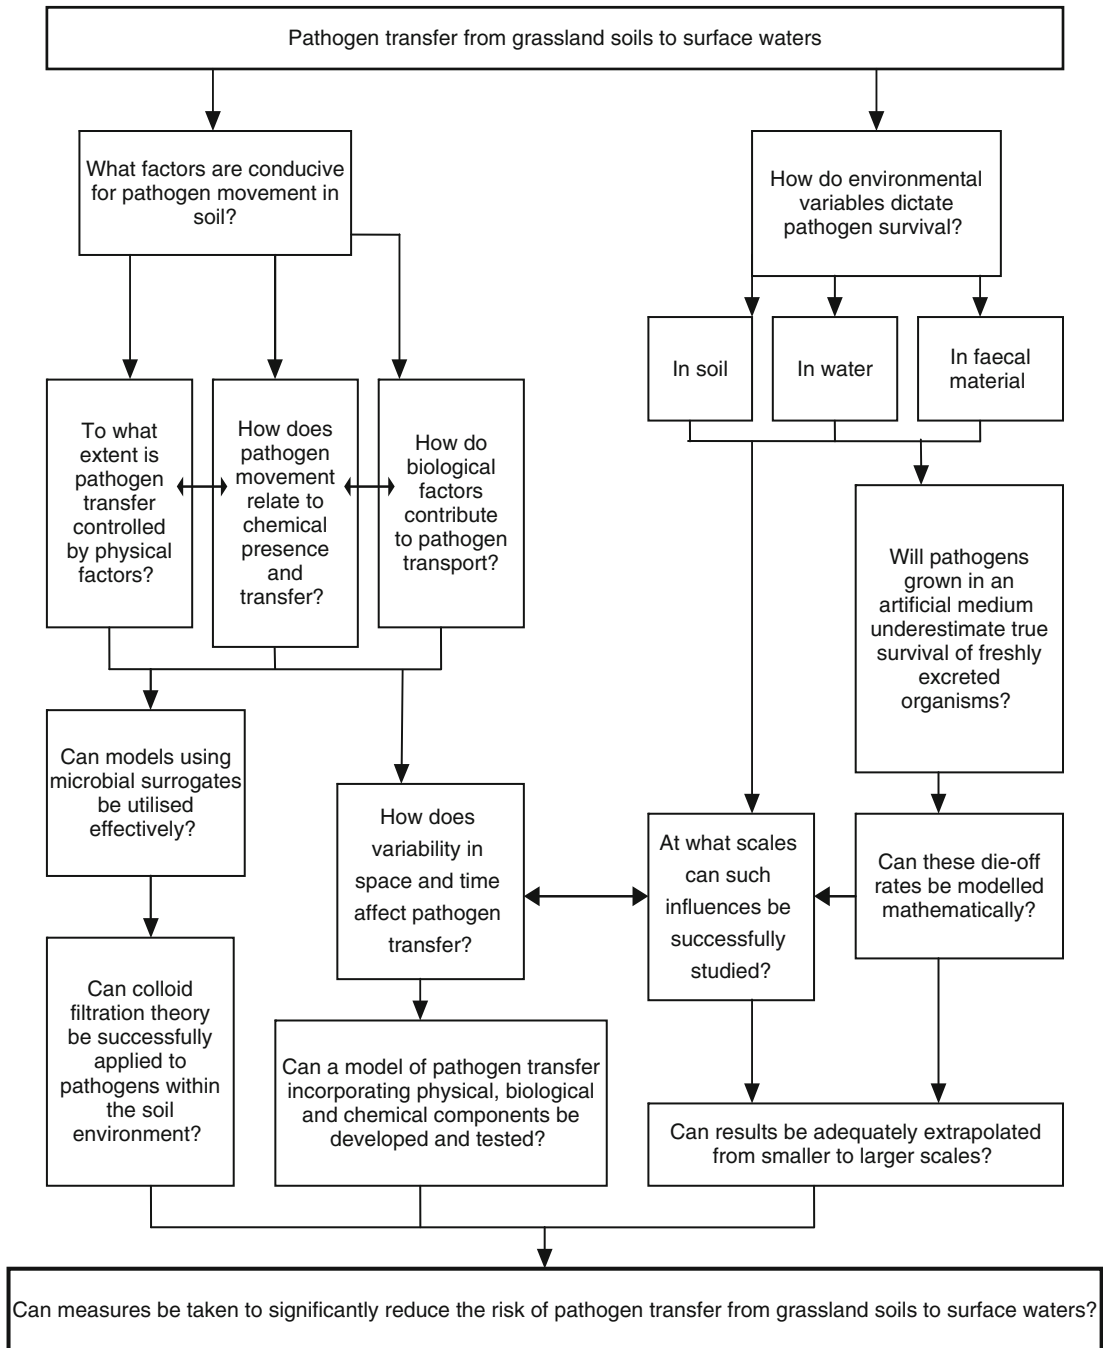 Pathogen transfer from grassland soils to surface waters
What factors are conducive
for pathogen movement in
soil?
How do environmental
variables dictate
pathogen survival?
In soil
In water
In faecal
material
To what
extent is
pathogen
transfer
controlled
by physical
factors?
How does
pathogen
movement
relate to
chemical
presence
and
transfer?
How do
biological
factors
contribute
to pathogen
transport?
Will pathogens
grown in an
artificial medium
underestimate true
survival of freshly
excreted
organisms?
Can models using
microbial surrogates
be utilised
effectively?
How does
variability in
space and time
affect pathogen
transfer?
At what scales
can such
influences be
successfully
studied?
Can these die-off
rates be modelled
mathematically?
Can colloid
filtration theory
be successfully
applied to
pathogens within
the soil
environment?
Can a model of pathogen transfer
incorporating physical, biological
and chemical components be
developed and tested?
Can results be adequately extrapolated
from smaller to larger scales?
Can measures be taken to significantly reduce the risk of pathogen transfer from grassland soils to surface waters?